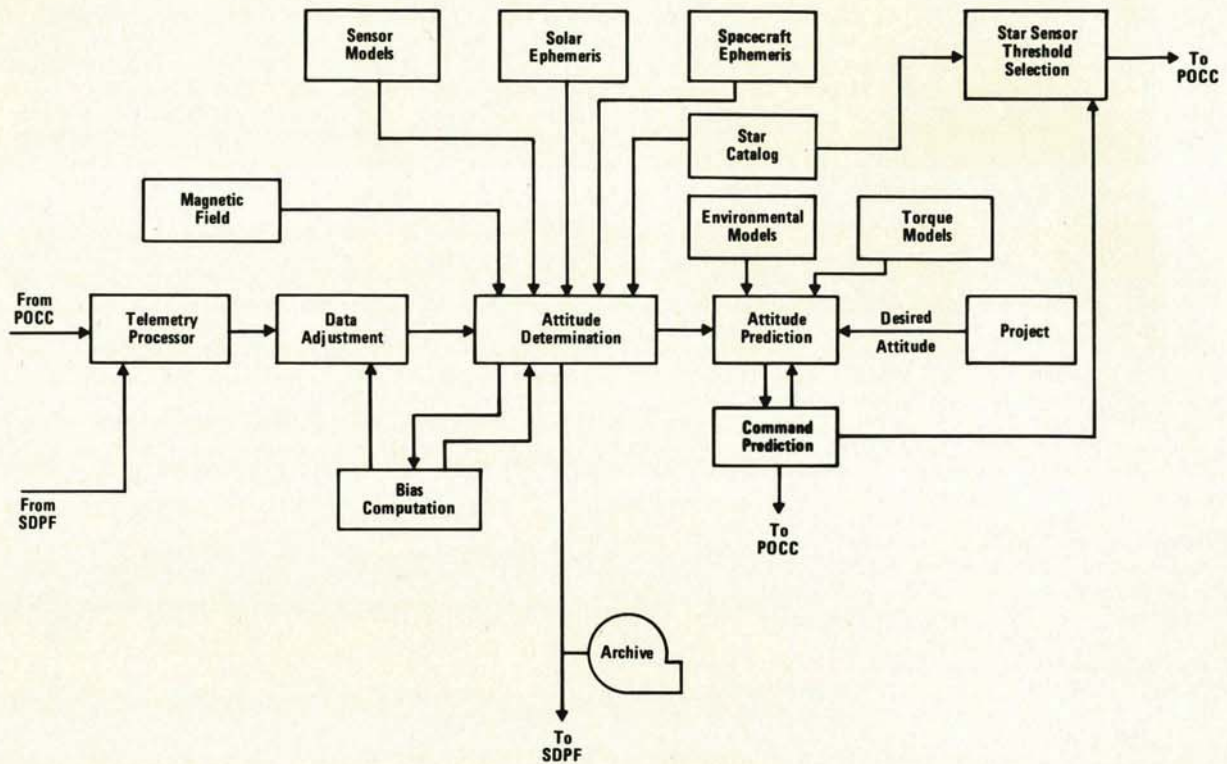 Sensor
Models
Solar
Ephemeris
Spacecraft
Ephemeris
Star Sensor
Threshold
Selection
To
POCC
Star
Catalog
Magnetic
Field
Environmental
Models
Torque
Models
From
POCC
Telemetry
Processor
Data
Adjustment
Attitude
Determination
Attitude
Prediction
Desired
Attitude
Project
Command
Prediction
From
SDPF
Bias
Computation
To
POCC
Archive
To
SDPF